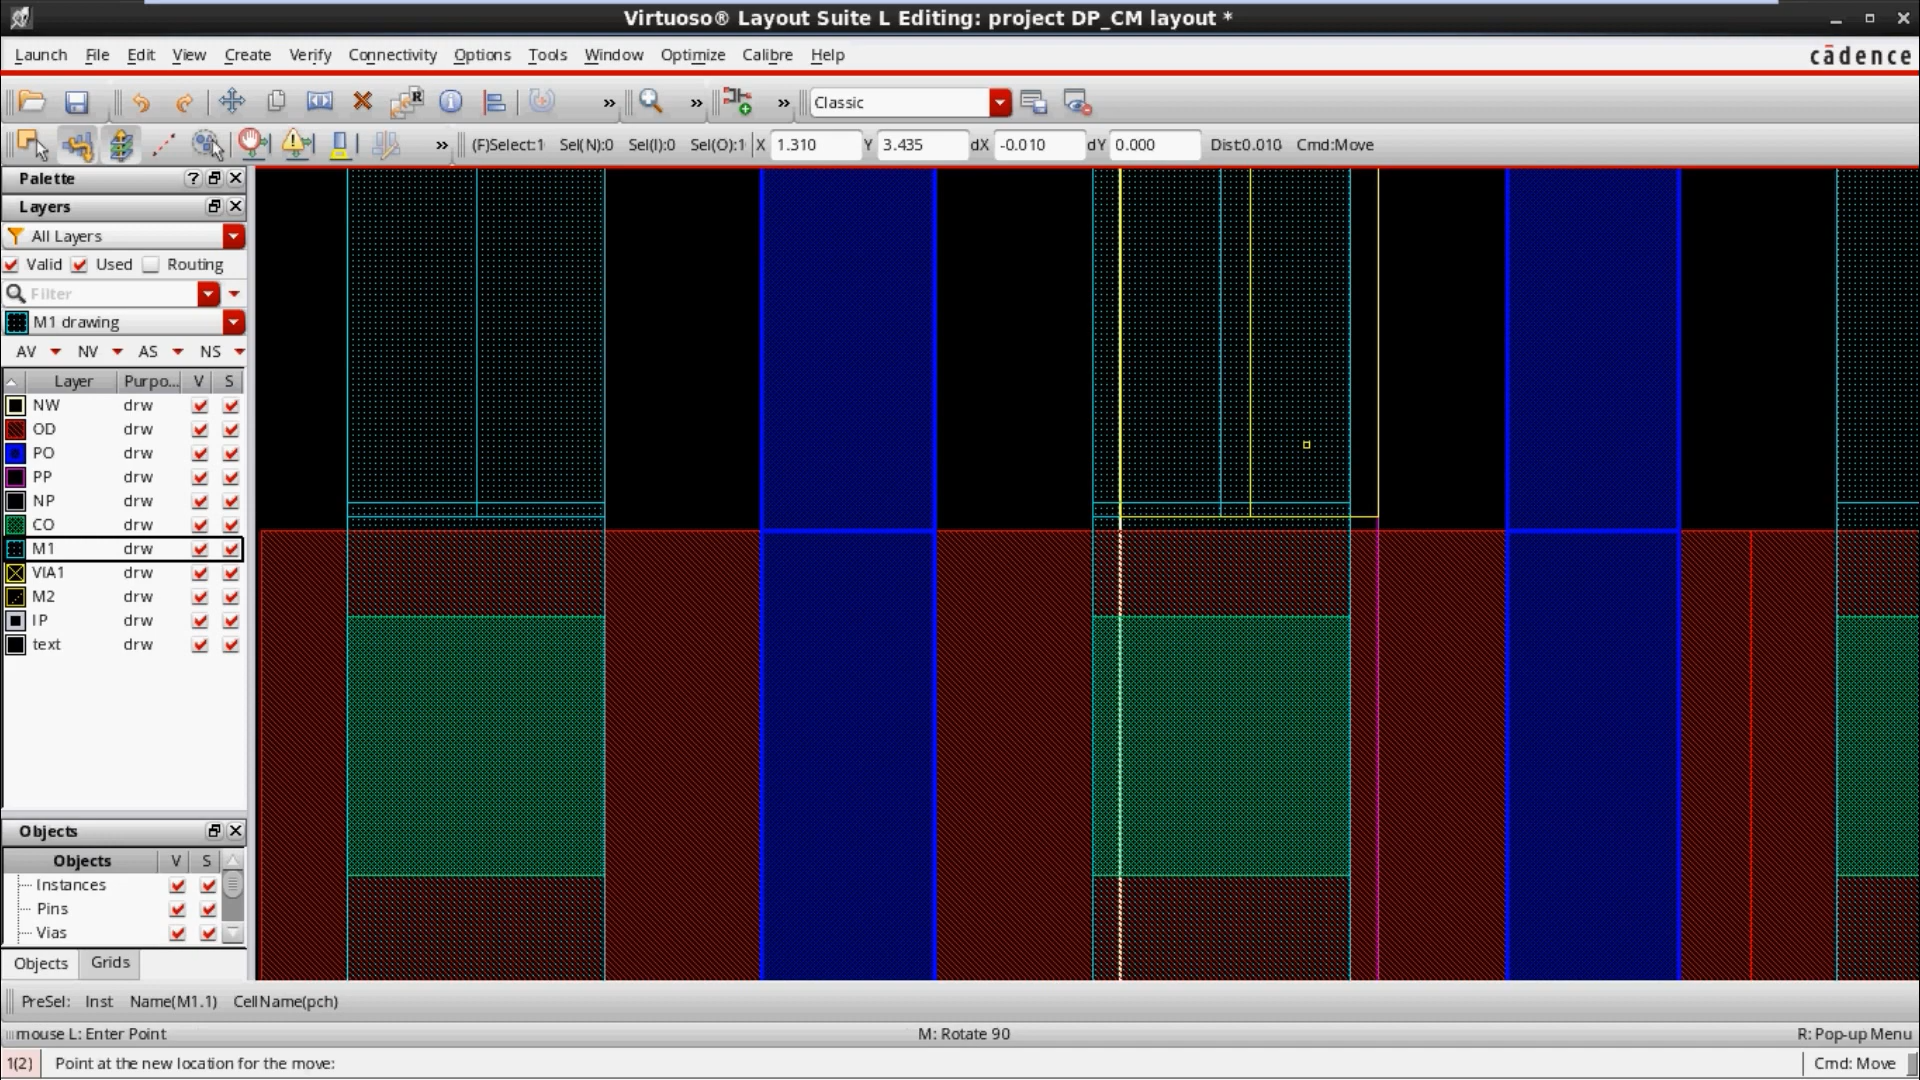 Virtuoso® Layout Suite L Editing: project DP_CM layout *
Launch File Edit View Create Verify Connectivity Options Tools Window Optimize Calibre Help cādence
» » » Classic
» (F)Select:1 Sel(N):0 Sel(I):0 Sel(O):1 X 1.310 Y 3.435 dX -0.010 dY 0.000 Dist:0.010 Cmd:Move
Palette ?
Layers
All Layers
Valid Used Routing
Filter
M1 drawing
AV NV AS NS
Layer Purpo... V S
NW drw
OD drw
PO drw
PP drw
NP drw
CO drw
M1 drw
VIA1 drw
M2 drw
IP drw
text drw
Objects
Objects V S
Instances
Pins
Vias
Objects Grids
PreSel: Inst Name(M1.1) CellName(pch)
mouse L: Enter Point M: Rotate 90 R: Pop-up Menu
1(2) Point at the new location for the move: Cmd: Move